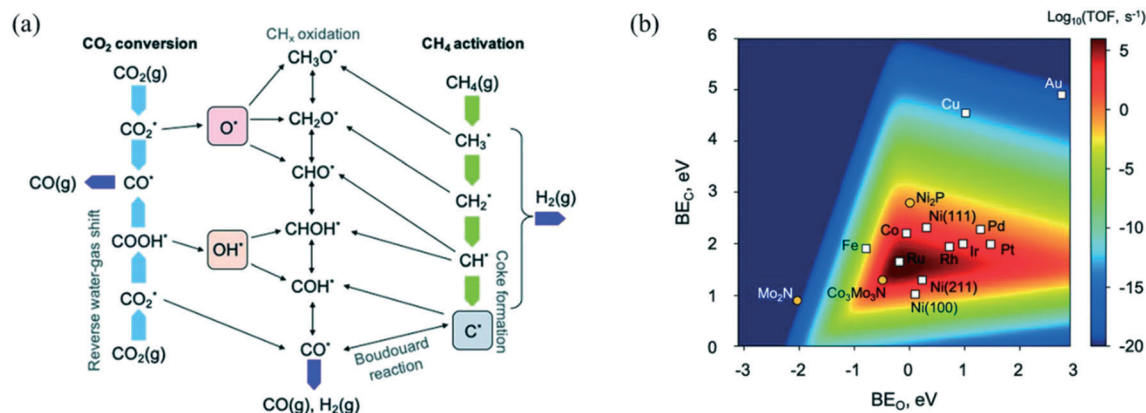 (a)
CO₂ conversion
CO₂(g)
CO₂*
CO(g)
CO*
COOH*
CO₂*
CO₂(g)
Reverse water-gas shift
O*
OH*
CHₓ oxidation
CH₃O*
CH₂O*
CHO*
CHOH*
COH*
CO*
CO(g), H₂(g)
Boudouard
reaction
CH₄ activation
CH₄(g)
CH₃*
CH₂*
CH*
C*
Coke formation
H₂(g)
(b)
Log₁₀(TOF, s⁻¹)
BE_C, eV
6
5
4
3
2
1
0
-3
-2
-1
0
1
2
3
BE_O, eV
Au
Cu
Ni₂P
Ni(111)
Co
Pd
Fe
Ru
Rh
Ir
Pt
Mo₂N
Co₃Mo₃N
Ni(211)
Ni(100)
5
0
-5
-10
-15
-20